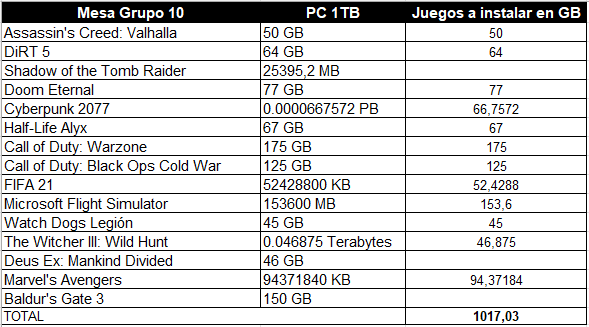 Mesa Grupo 10 PC 1TB Juegos a instalar en GB
Assassin's Creed: Valhalla 50 GB 50
DiRT 5 64 GB 64
Shadow of the Tomb Raider 25395,2 MB
Doom Eternal 77 GB 77
Cyberpunk 2077 0.0000667572 PB 66,7572
Half-Life Alyx 67 GB 67
Call of Duty: Warzone 175 GB 175
Call of Duty: Black Ops Cold War 125 GB 125
FIFA 21 52428800 KB 52,4288
Microsoft Flight Simulator 153600 MB 153,6
Watch Dogs Legión 45 GB 45
The Witcher III: Wild Hunt 0.046875 Terabytes 46,875
Deus Ex: Mankind Divided 46 GB
Marvel's Avengers 94371840 KB 94,37184
Baldur's Gate 3 150 GB
TOTAL 1017,03